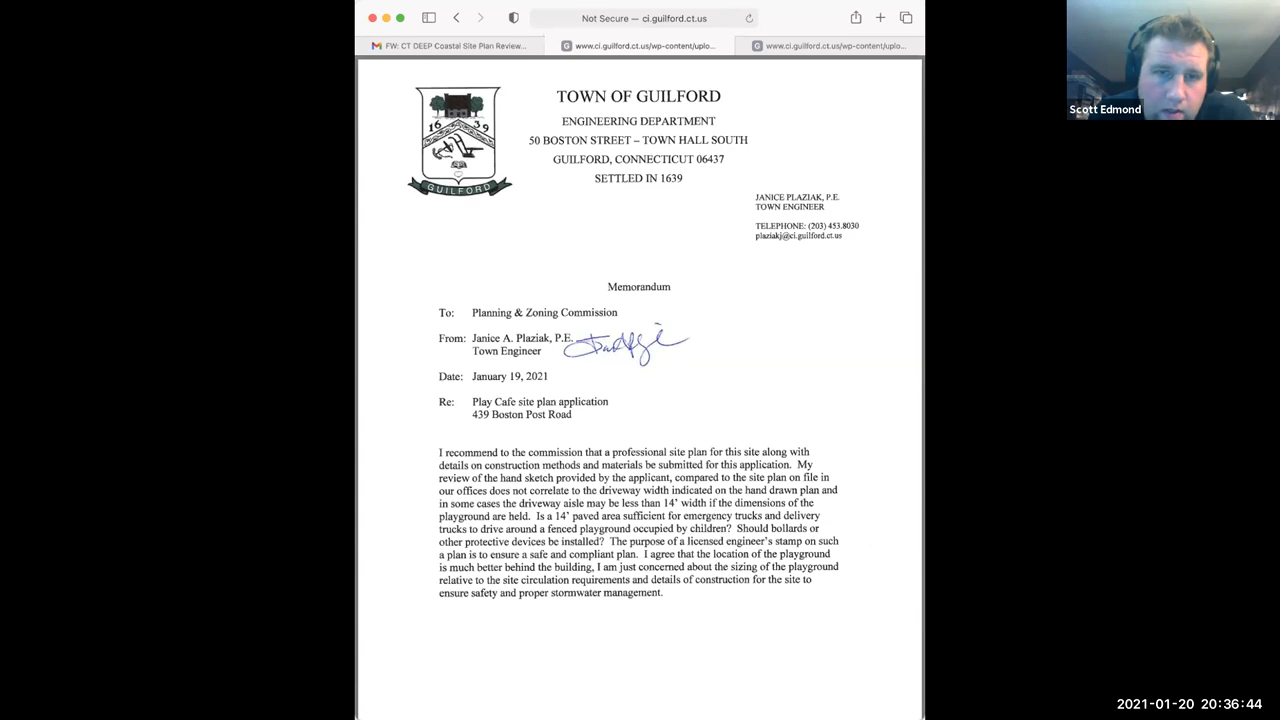 Not Secure — ci.guilford.ct.us
FW: CT DEEP Coastal Site Plan Review...
www.ci.guilford.ct.us/wp-content/uplo...
www.ci.guilford.ct.us/wp-content/uplo...
Scott Edmond
1639
GUILFORD
TOWN OF GUILFORD
ENGINEERING DEPARTMENT
50 BOSTON STREET – TOWN HALL SOUTH
GUILFORD, CONNECTICUT 06437
SETTLED IN 1639
JANICE PLAZIAK, P.E.
TOWN ENGINEER
TELEPHONE: (203) 453.8030
plaziakj@ci.guilford.ct.us
Memorandum
To: Planning & Zoning Commission
From: Janice A. Plaziak, P.E.
Town Engineer
Date: January 19, 2021
Re: Play Cafe site plan application
439 Boston Post Road
I recommend to the commission that a professional site plan for this site along with
details on construction methods and materials be submitted for this application. My
review of the hand sketch provided by the applicant, compared to the site plan on file in
our offices does not correlate to the driveway width indicated on the hand drawn plan and
in some cases the driveway aisle may be less than 14' width if the dimensions of the
playground are held. Is a 14' paved area sufficient for emergency trucks and delivery
trucks to drive around a fenced playground occupied by children? Should bollards or
other protective devices be installed? The purpose of a licensed engineer's stamp on such
a plan is to ensure a safe and compliant plan. I agree that the location of the playground
is much better behind the building, I am just concerned about the sizing of the playground
relative to the site circulation requirements and details of construction for the site to
ensure safety and proper stormwater management.
2021-01-20 20:36:44